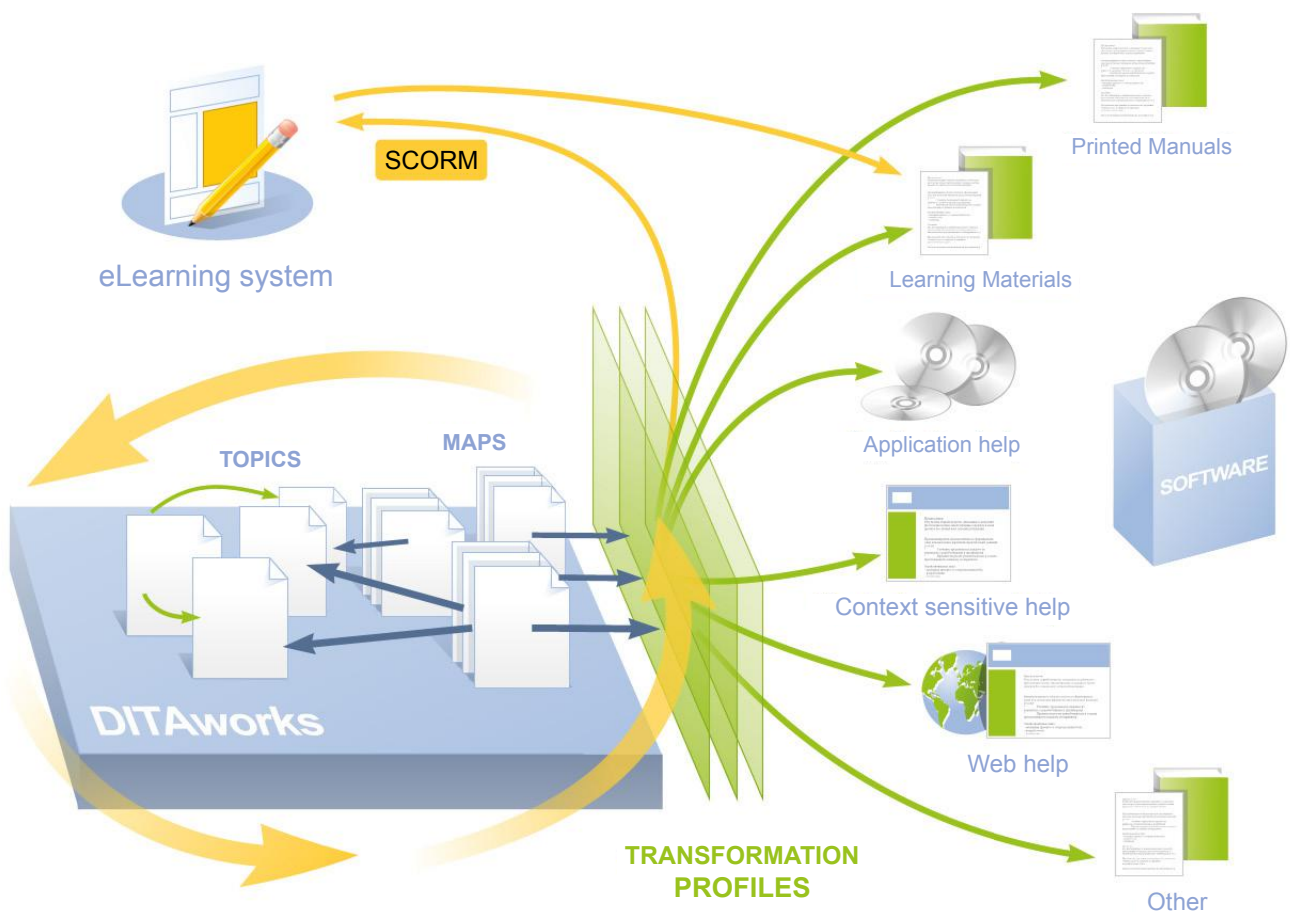 Printed Manuals
SCORM
eLearning system
Learning Materials
Application help
SOFTWARE
MAPS
TOPICS
Context sensitive help
DITAworks
Web help
TRANSFORMATION
PROFILES
Other